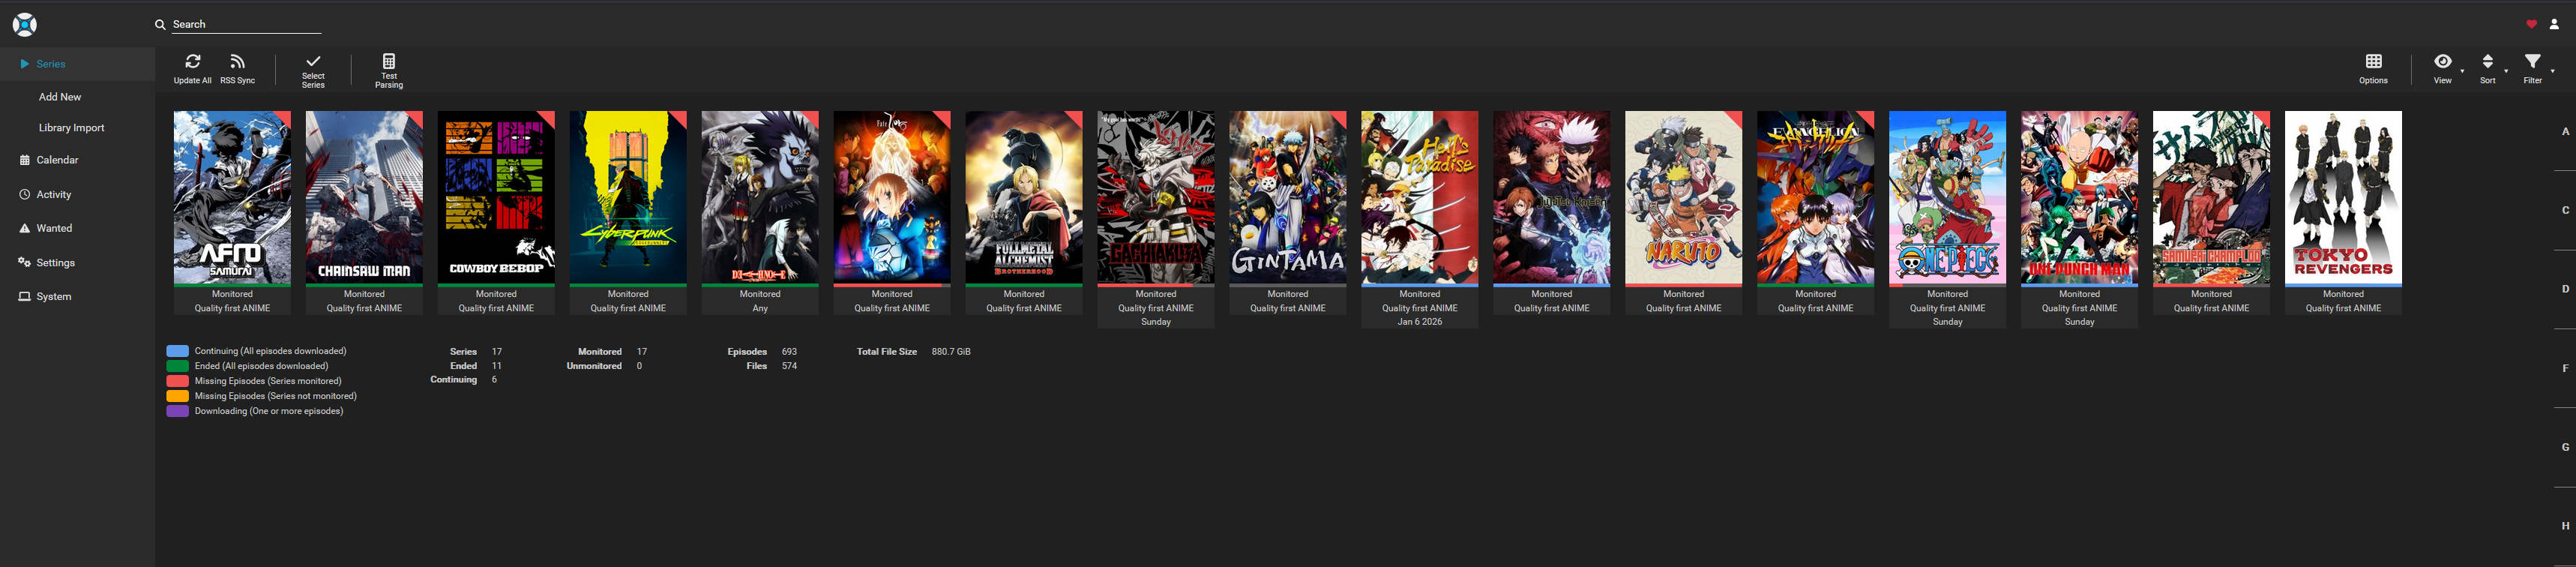 Search
Series
Add New
Library Import
Calendar
Activity
Wanted
Settings
System
Update All
RSS Sync
Select
Series
Test
Parsing
Options
View
Sort
Filter
AFRO
SAMURAI
Monitored
Quality first ANIME
CHAINSAW MAN
Monitored
Quality first ANIME
COWBOY BEBOP
Monitored
Quality first ANIME
CYBERPUNK
Monitored
Quality first ANIME
DEATH NOTE
Monitored
Any
Fate/Zero
Monitored
Quality first ANIME
FULLMETAL
ALCHEMIST
BROTHERHOOD
Monitored
Quality first ANIME
GACHIAKUTA
Monitored
Quality first ANIME
Sunday
GINTAMA
Monitored
Quality first ANIME
Hell's
Paradise
Monitored
Quality first ANIME
Jan 6 2026
Jujutsu Kaisen
Monitored
Quality first ANIME
NARUTO
Monitored
Quality first ANIME
EVANGELION
Monitored
Quality first ANIME
ONE PIECE
Monitored
Quality first ANIME
Sunday
ONE PUNCH MAN
Monitored
Quality first ANIME
Sunday
SAMURAI CHAMPLOO
Monitored
Quality first ANIME
TOKYO
REVENGERS
Monitored
Quality first ANIME
A
C
D
F
G
H
Continuing (All episodes downloaded)
Ended (All episodes downloaded)
Missing Episodes (Series monitored)
Missing Episodes (Series not monitored)
Downloading (One or more episodes)
Series 17
Ended 11
Continuing 6
Monitored 17
Unmonitored 0
Episodes 693
Files 574
Total File Size 880.7 GiB